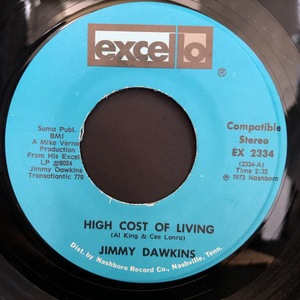 excello
®
Suma Publ.
BMI
A Mike Vernon
Production
From His Excello
LP #8024
Jimmy Dawkins
Transatlantic 770
Compatible
Stereo
EX 2334
(2334-A)
Time: 2:32
℗ 1973 Nashboro
HIGH COST OF LIVING
(Al King & Cee Lonra)
JIMMY DAWKINS
Dist. by Nashboro Record Co., Nashville, Tenn.